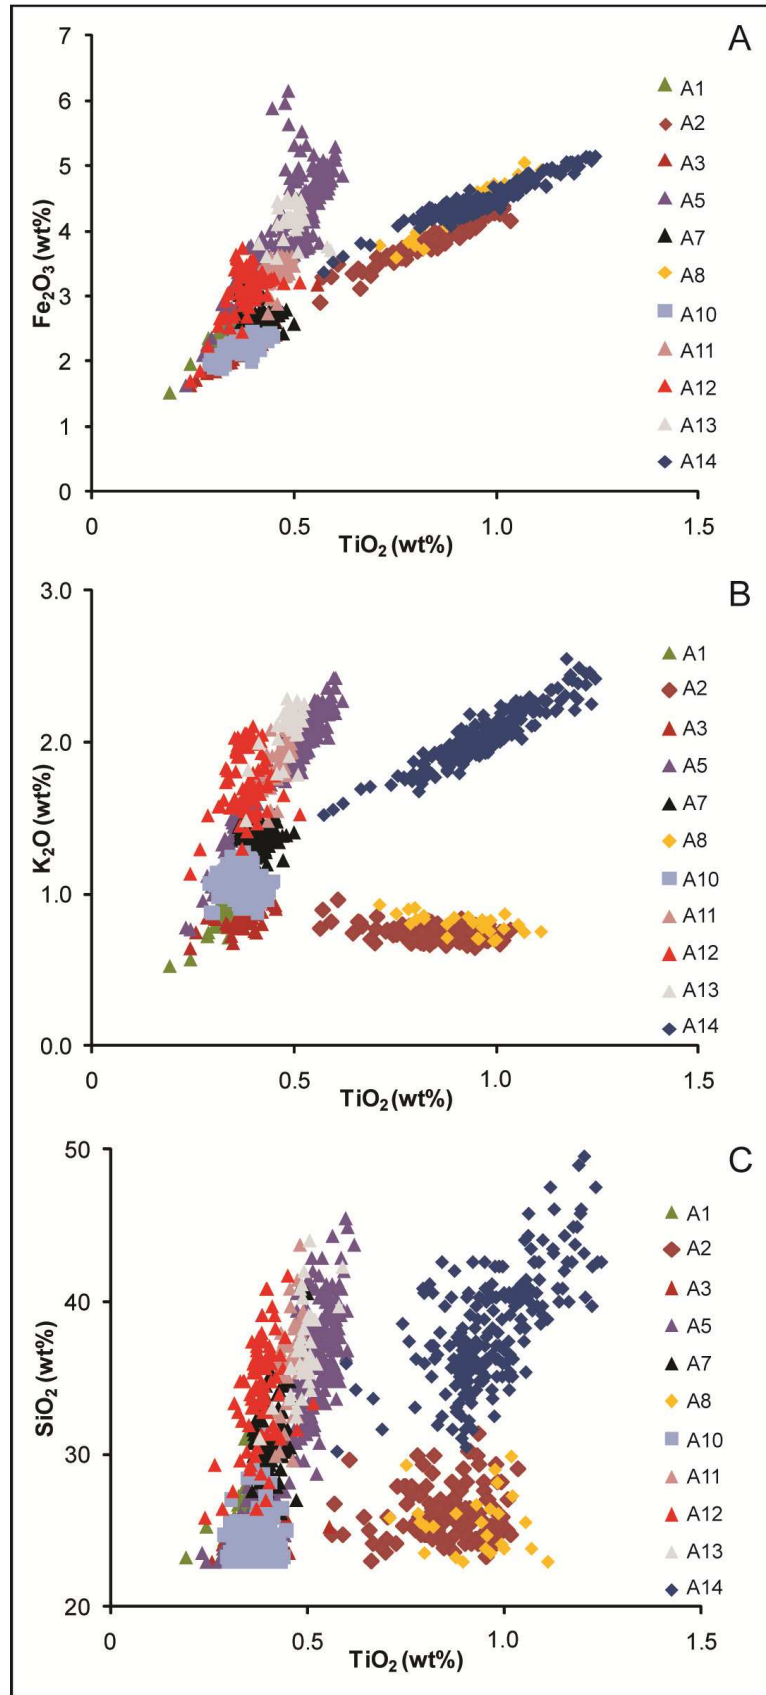 A
7
6
5
4
3
2
1
0
Fe₂O₃ (wt%)
0
0.5
1.0
1.5
TiO₂ (wt%)
A1
A2
A3
A5
A7
A8
A10
A11
A12
A13
A14
B
3.0
2.0
1.0
0.0
K₂O (wt%)
0
0.5
1.0
1.5
TiO₂ (wt%)
A1
A2
A3
A5
A7
A8
A10
A11
A12
A13
A14
C
50
40
30
20
SiO₂ (wt%)
0
0.5
1.0
1.5
TiO₂ (wt%)
A1
A2
A3
A5
A7
A8
A10
A11
A12
A13
A14